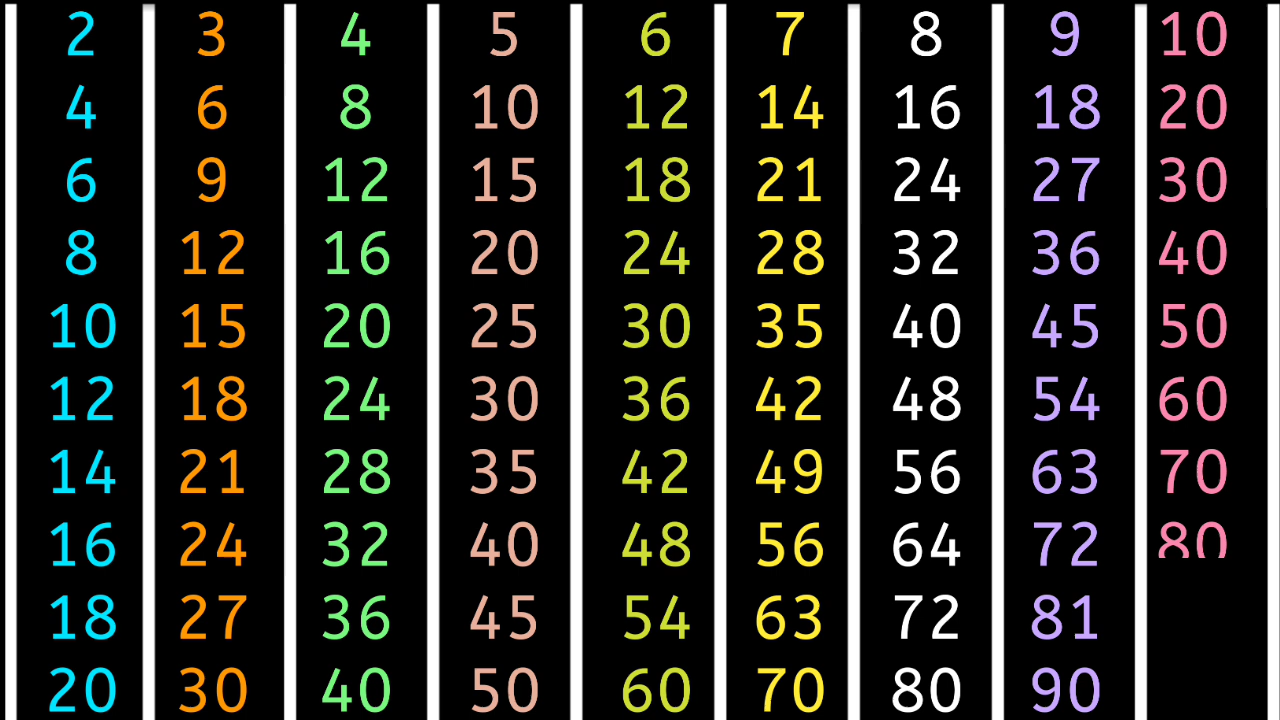 2 3 4 5 6 7 8 9 10
4 6 8 10 12 14 16 18 20
6 9 12 15 18 21 24 27 30
8 12 16 20 24 28 32 36 40
10 15 20 25 30 35 40 45 50
12 18 24 30 36 42 48 54 60
14 21 28 35 42 49 56 63 70
16 24 32 40 48 56 64 72 80
18 27 36 45 54 63 72 81
20 30 40 50 60 70 80 90